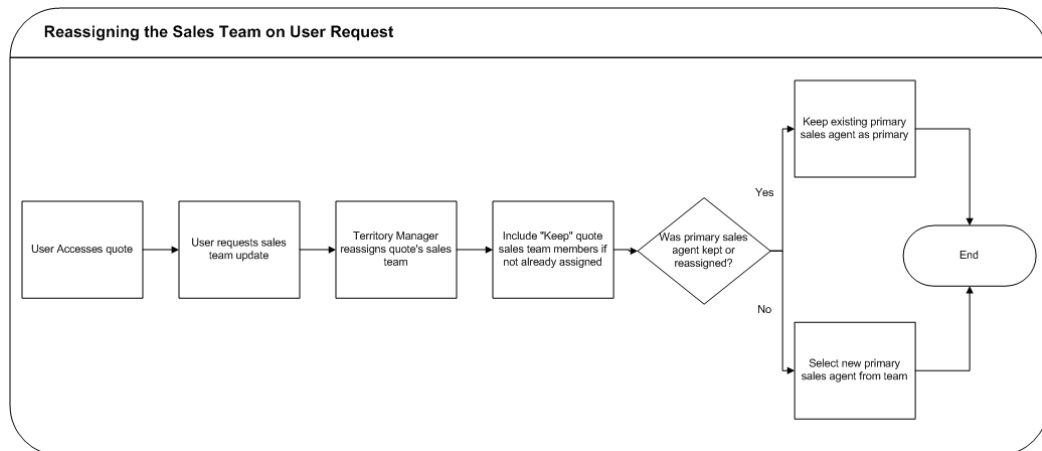 Reassigning the Sales Team on User Request
User Accesses quote
User requests sales
team update
Territory Manager
reassigns quote's sales
team
Include "Keep" quote
sales team members if
not already assigned
Was primary sales
agent kept or
reassigned?
Yes
Keep existing primary
sales agent as primary
No
Select new primary
sales agent from team
End